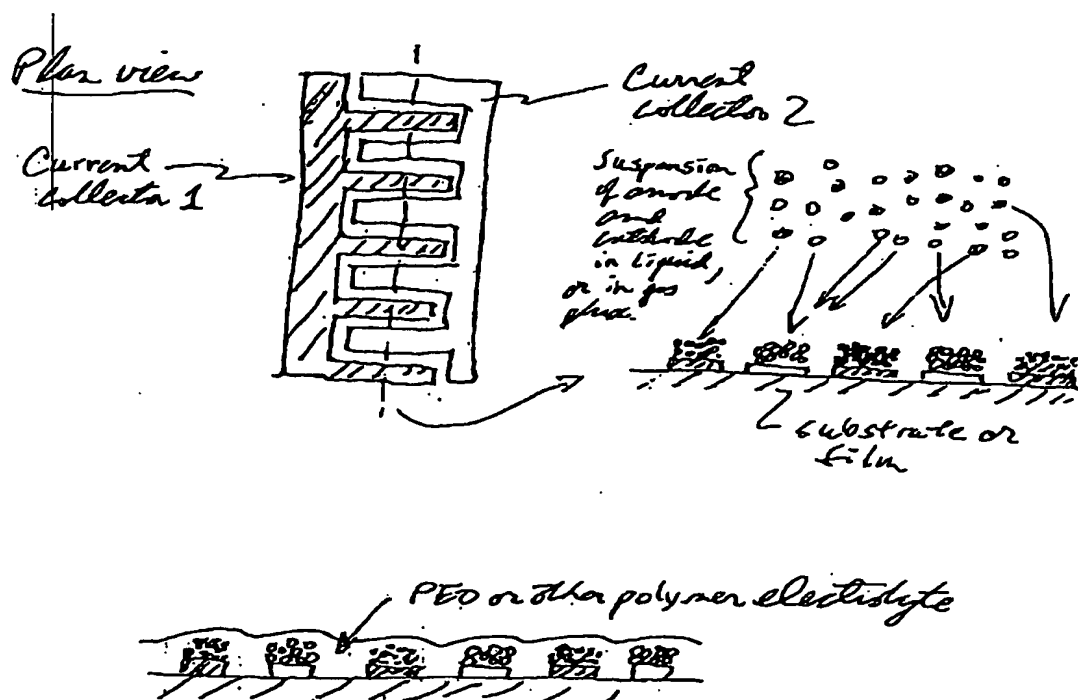 Plan view
Current
collector 1
Current
collector 2
Suspension
of anode
and
cathode
in liquid,
or in gas
phase.
substrate or
film
PEO or other polymer electrolyte